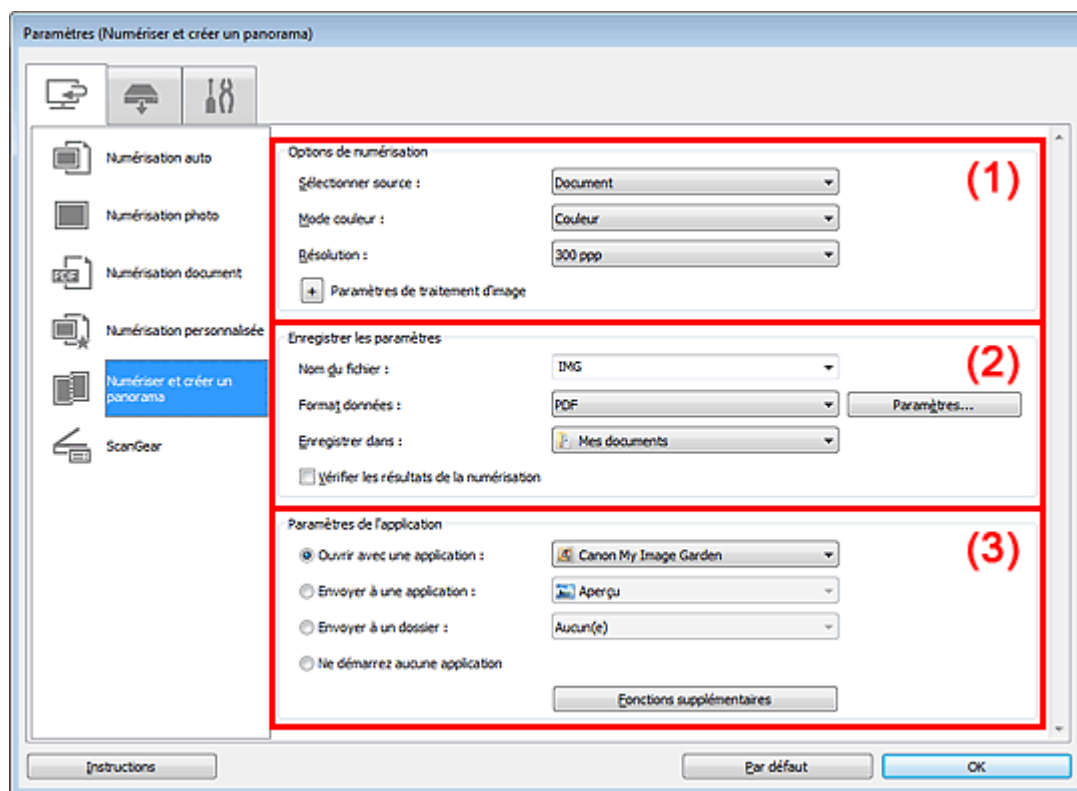 Paramètres (Numériser et créer un panorama)
Numérisation auto
Numérisation photo
PDF
Numérisation document
Numérisation personnalisée
Numériser et créer un
panorama
ScanGear
Options de numérisation
(1)
Sélectionner source :
Document
Mode couleur :
Couleur
Résolution :
300 ppp
+ Paramètres de traitement d'image
Enregistrer les paramètres
(2)
Nom du fichier :
IMG
Format données :
PDF
Paramètres...
Enregistrer dans :
Mes documents
Vérifier les résultats de la numérisation
Paramètres de l'application
(3)
Ouvrir avec une application :
Canon My Image Garden
Envoyer à une application :
Aperçu
Envoyer à un dossier :
Aucun(e)
Ne démarrez aucune application
Fonctions supplémentaires
Instructions
Par défaut
OK